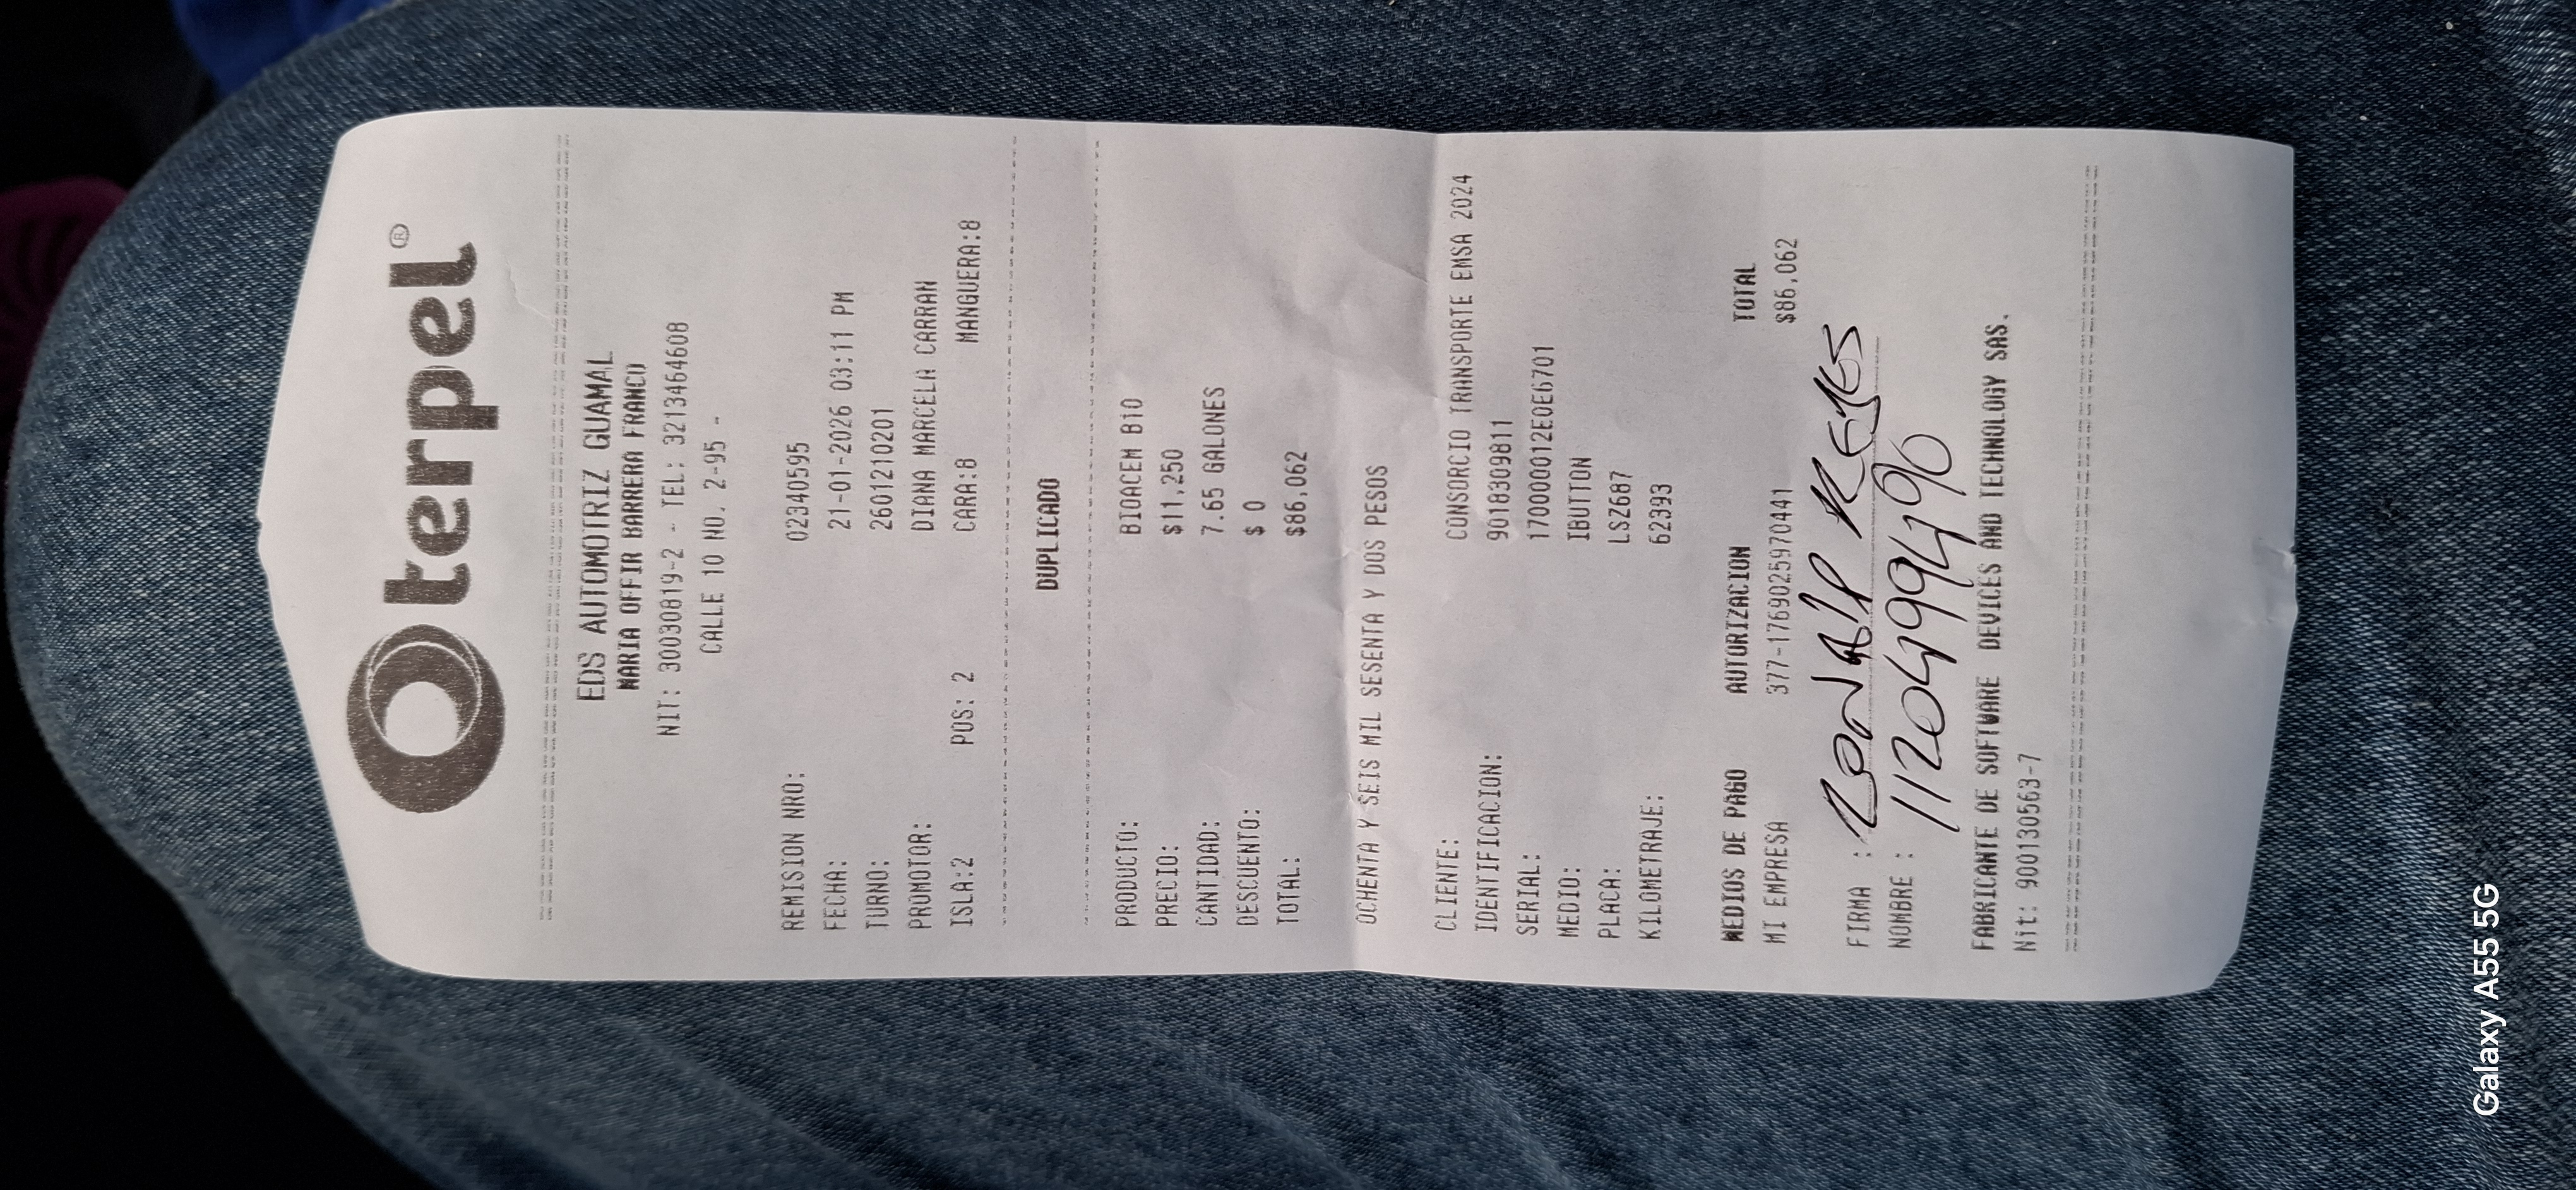 terpel®
EDS AUTOMOTRIZ GUAMAL
MARIA OFFIR BARRERA FRANCO
NIT: 30030819-2 - TEL: 3213464608
CALLE 10 NO. 2-95 -
REMISION NRO: 02340595
FECHA: 21-01-2026 03:11 PM
TURNO: 2601210201
PROMOTOR: DIANA MARCELA CARRAN
ISLA:2 POS: 2 CARA:8 MANGUERA:8
DUPLICADO
PRODUCTO: BIOACEM B10
PRECIO: $11,250
CANTIDAD: 7.65 GALONES
DESCUENTO: $ 0
TOTAL: $86,062
OCHENTA Y SEIS MIL SESENTA Y DOS PESOS
CLIENTE: CONSORCIO TRANSPORTE EMSA 2024
IDENTIFICACION: 9018309811
SERIAL: 1700000012E0E6701
MEDIO: IBUTTON
PLACA: LSZ687
KILOMETRAJE: 62393
MEDIOS DE PAGO AUTORIZACION TOTAL
MI EMPRESA 377-1769025970441 $86,062
FIRMA : REYES
NOMBRE : 1120499496
FABRICANTE DE SOFTWARE DEVICES AND TECHNOLOGY SAS.
Nit: 900130563-7
Galaxy A55 5G